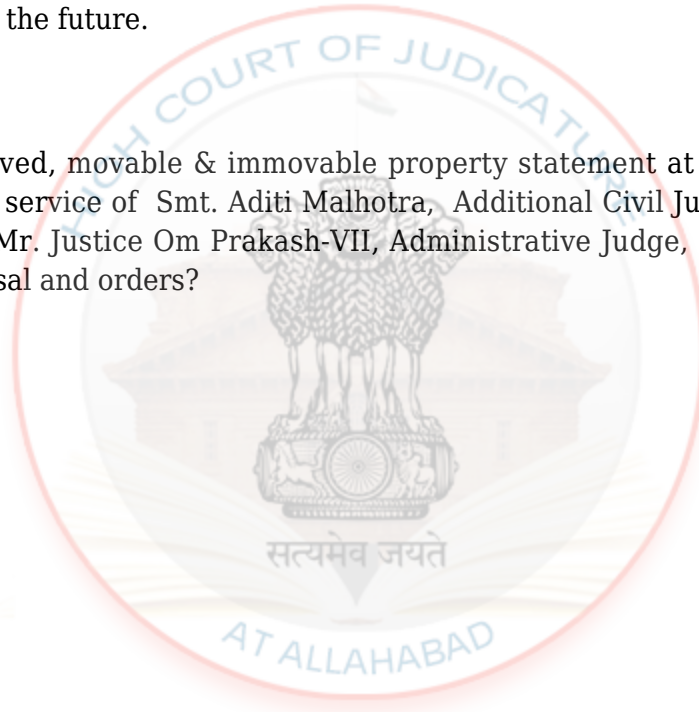 the future.
HIGH COURT OF JUDICATURE
ved, movable & immovable property statement at
service of Smt. Aditi Malhotra, Additional Civil Ju
Mr. Justice Om Prakash-VII, Administrative Judge,
sal and orders?
सत्यमेव जयते
AT ALLAHABAD